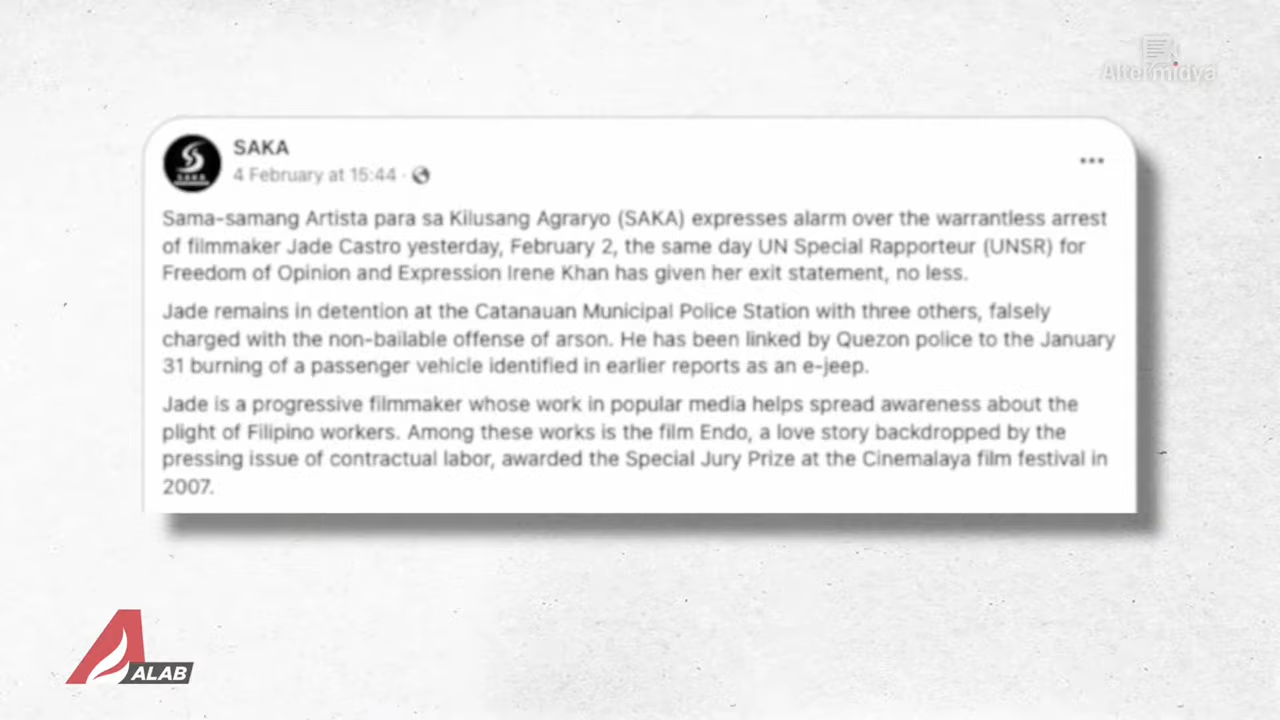 Altermidya
SAKA
4 February at 15:44 ·
Sama-samang Artista para sa Kilusang Agraryo (SAKA) expresses alarm over the warrantless arrest
of filmmaker Jade Castro yesterday, February 2, the same day UN Special Rapporteur (UNSR) for
Freedom of Opinion and Expression Irene Khan has given her exit statement, no less.
Jade remains in detention at the Catanauan Municipal Police Station with three others, falsely
charged with the non-bailable offense of arson. He has been linked by Quezon police to the January
31 burning of a passenger vehicle identified in earlier reports as an e-jeep.
Jade is a progressive filmmaker whose work in popular media helps spread awareness about the
plight of Filipino workers. Among these works is the film Endo, a love story backdropped by the
pressing issue of contractual labor, awarded the Special Jury Prize at the Cinemalaya film festival in
2007.
ALAB